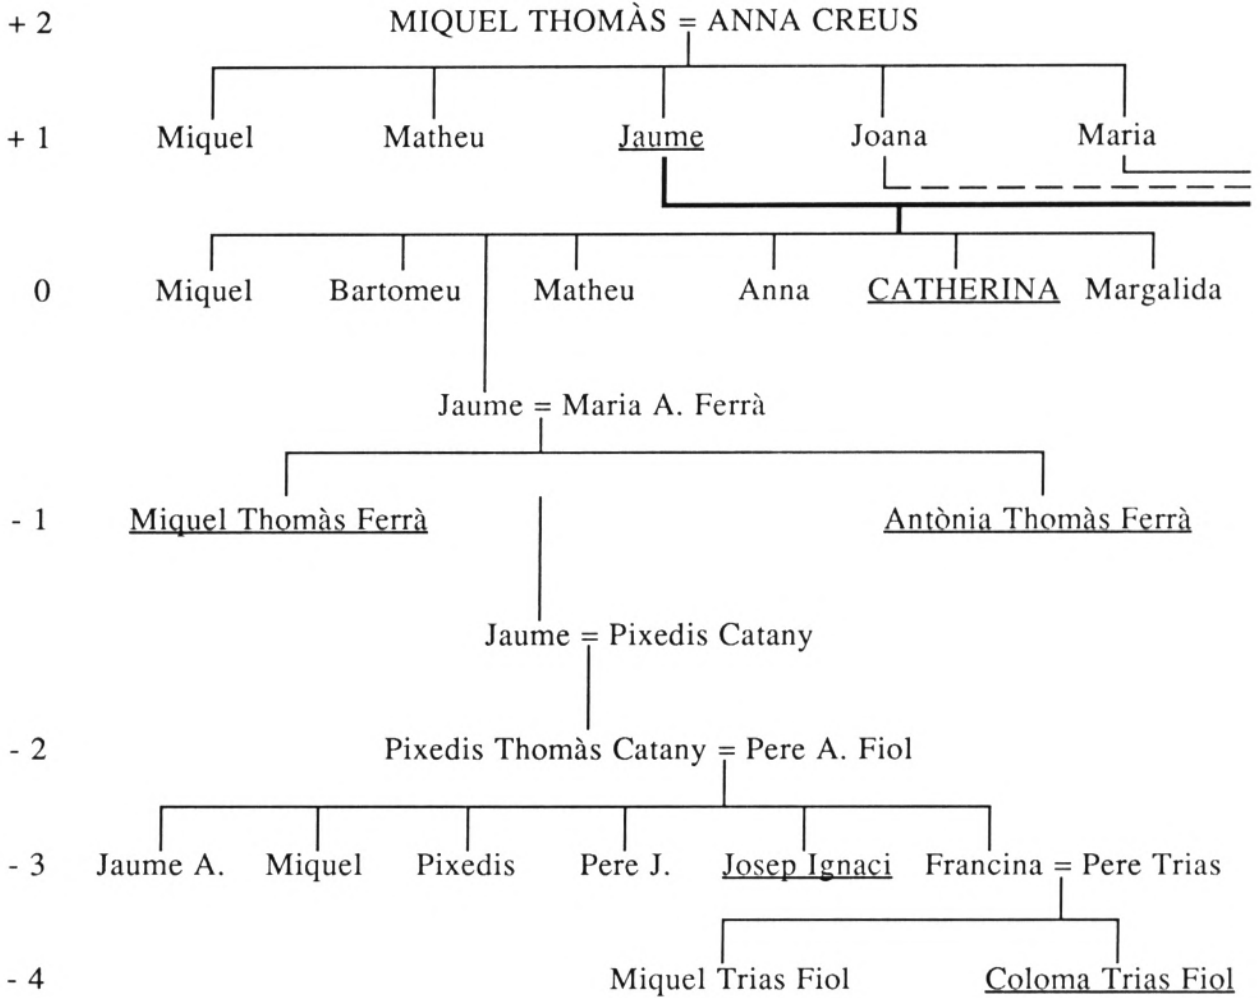 + 2 MIQUEL THOMÀS = ANNA CREUS
+ 1 Miquel Matheu Jaume Joana Maria
0 Miquel Bartomeu Matheu Anna CATHERINA Margalida
Jaume = Maria A. Ferrà
- 1 Miquel Thomàs Ferrà Antònia Thomàs Ferrà
Jaume = Pixedis Catany
- 2 Pixedis Thomàs Catany = Pere A. Fiol
- 3 Jaume A. Miquel Pixedis Pere J. Josep Ignaci Francina = Pere Trias
- 4 Miquel Trias Fiol Coloma Trias Fiol